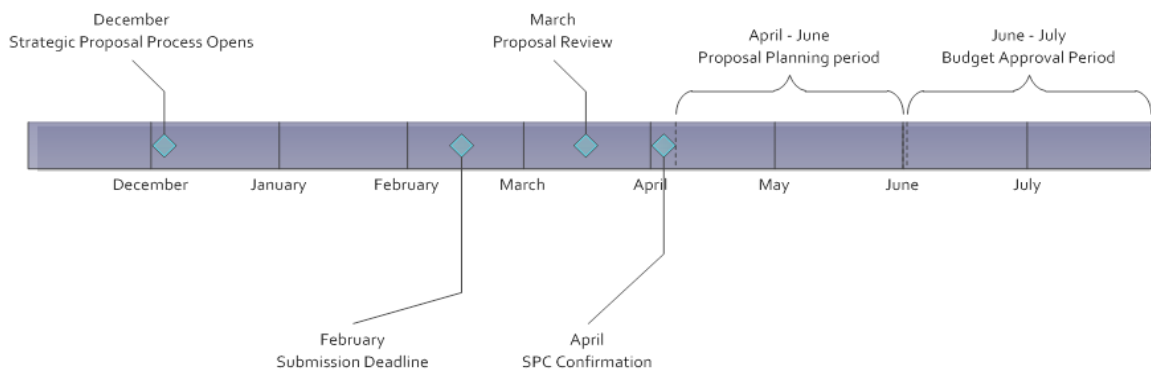 December
Strategic Proposal Process Opens
March
Proposal Review
April - June
Proposal Planning period
June - July
Budget Approval Period
December
January
February
March
April
May
June
July
February
Submission Deadline
April
SPC Confirmation